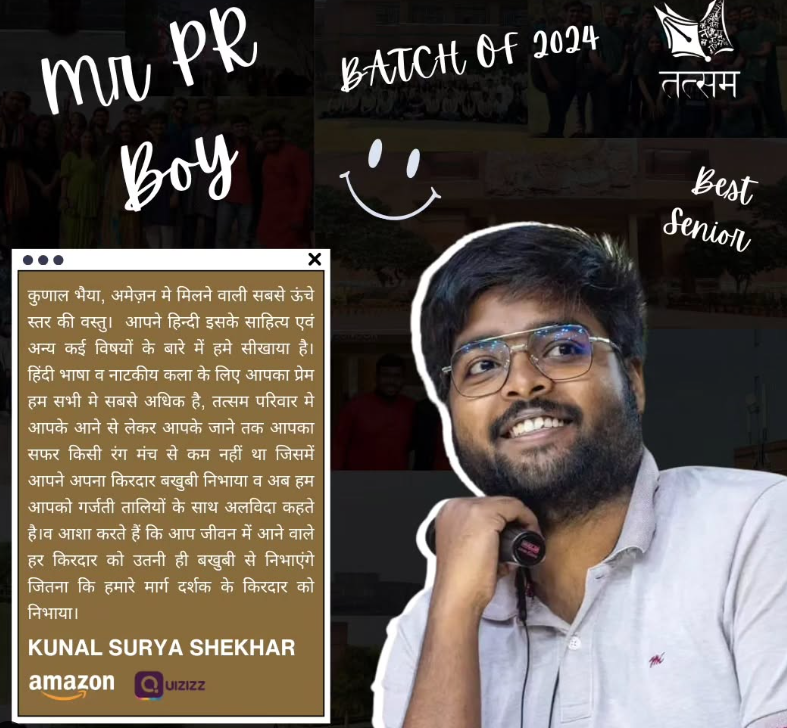 Mr PR
Boy
BATCH OF 2024
तत्सम
Best
Senior
कुणाल भैया, अमेज़न मे मिलने वाली सबसे ऊंचे
स्तर की वस्तु। आपने हिन्दी इसके साहित्य एवं
अन्य कई विषयों के बारे में हमे सीखाया है।
हिंदी भाषा व नाटकीय कला के लिए आपका प्रेम
हम सभी मे सबसे अधिक है, तत्सम परिवार मे
आपके आने से लेकर आपके जाने तक आपका
सफर किसी रंग मंच से कम नहीं था जिसमें
आपने अपना किरदार बखुबी निभाया व अब हम
आपको गर्जती तालियों के साथ अलविदा कहते
है।व आशा करते हैं कि आप जीवन में आने वाले
हर किरदार को उतनी ही बखुबी से निभाएंगे
जितना कि हमारे मार्ग दर्शक के किरदार को
निभाया।
KUNAL SURYA SHEKHAR
amazon QUIZIZZ